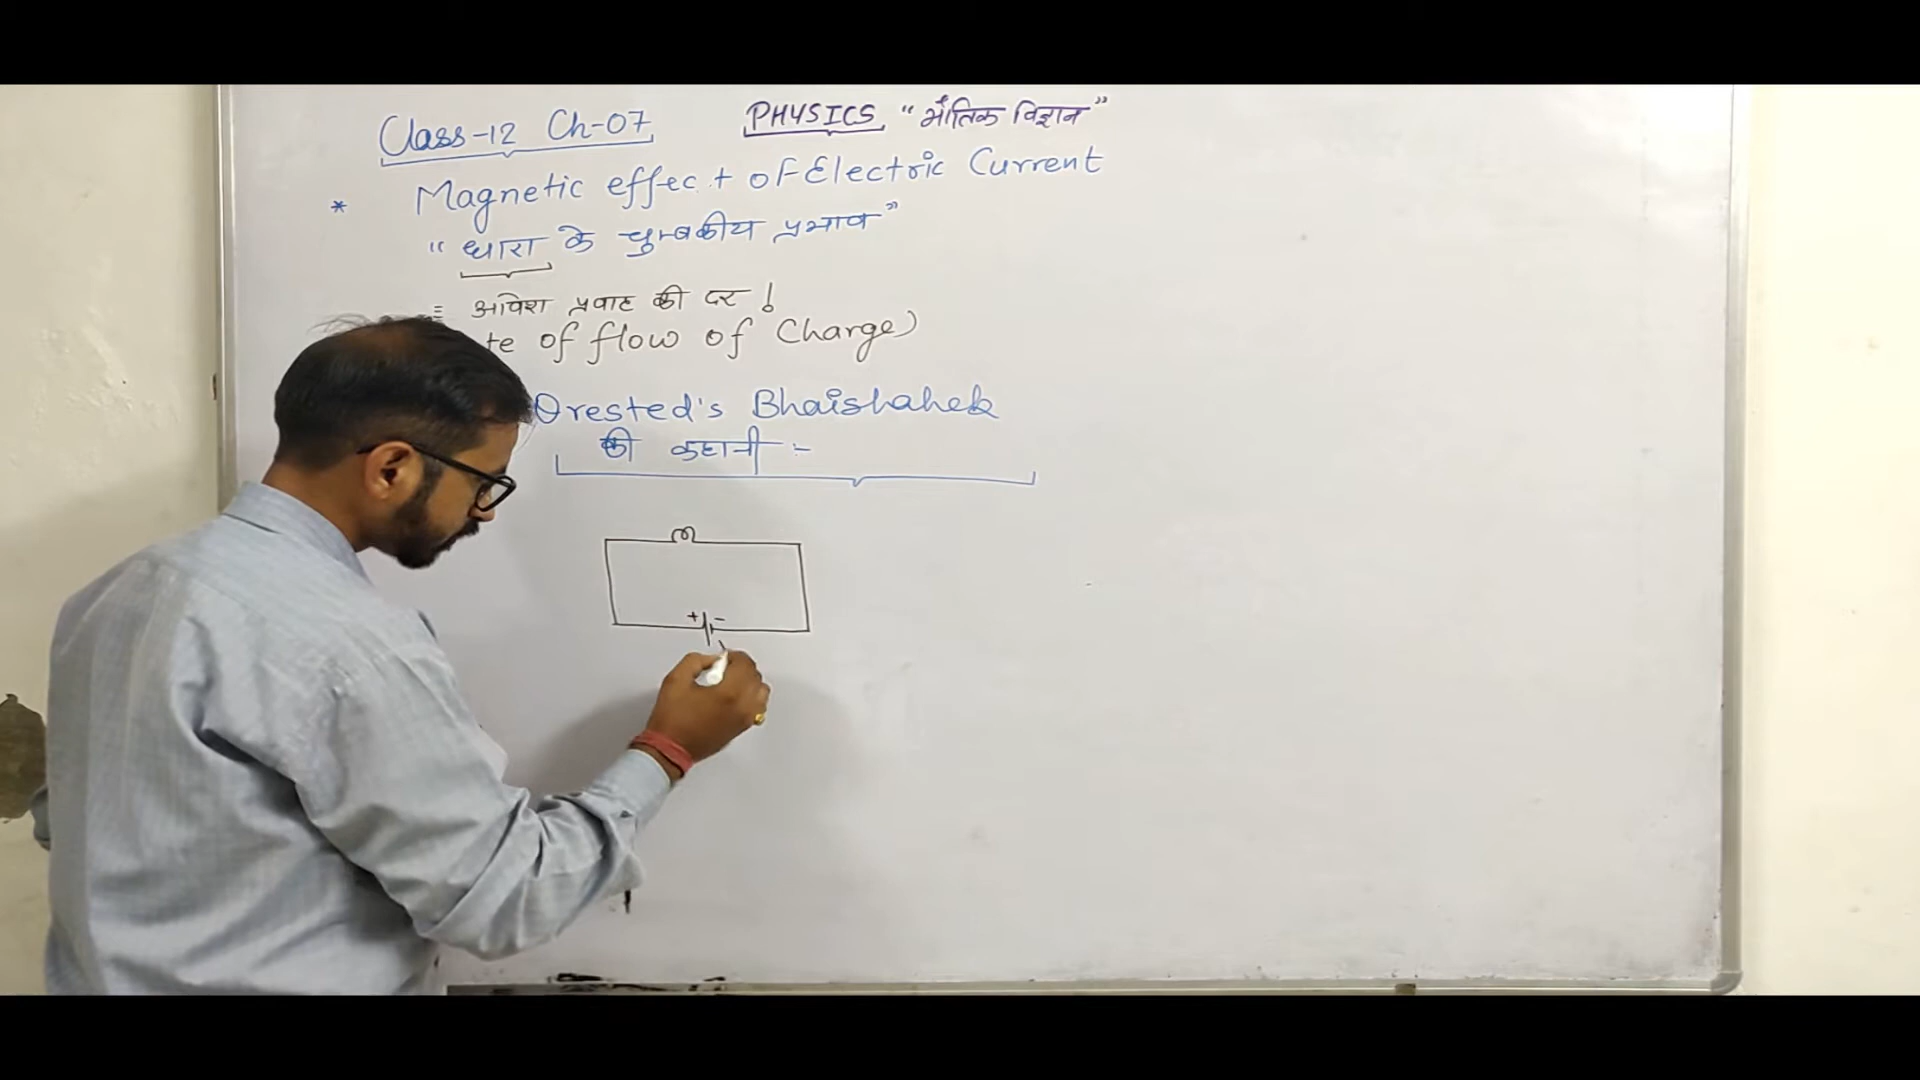 Class-12 Ch-07 PHYSICS "भौतिक विज्ञान"
* Magnetic effect of Electric Current
"धारा के चुम्बकीय प्रभाव"
आवेश प्रवाह की दर !
te of flow of Charge)
Orested's Bhaishaheb
की कहानी :-
+ -